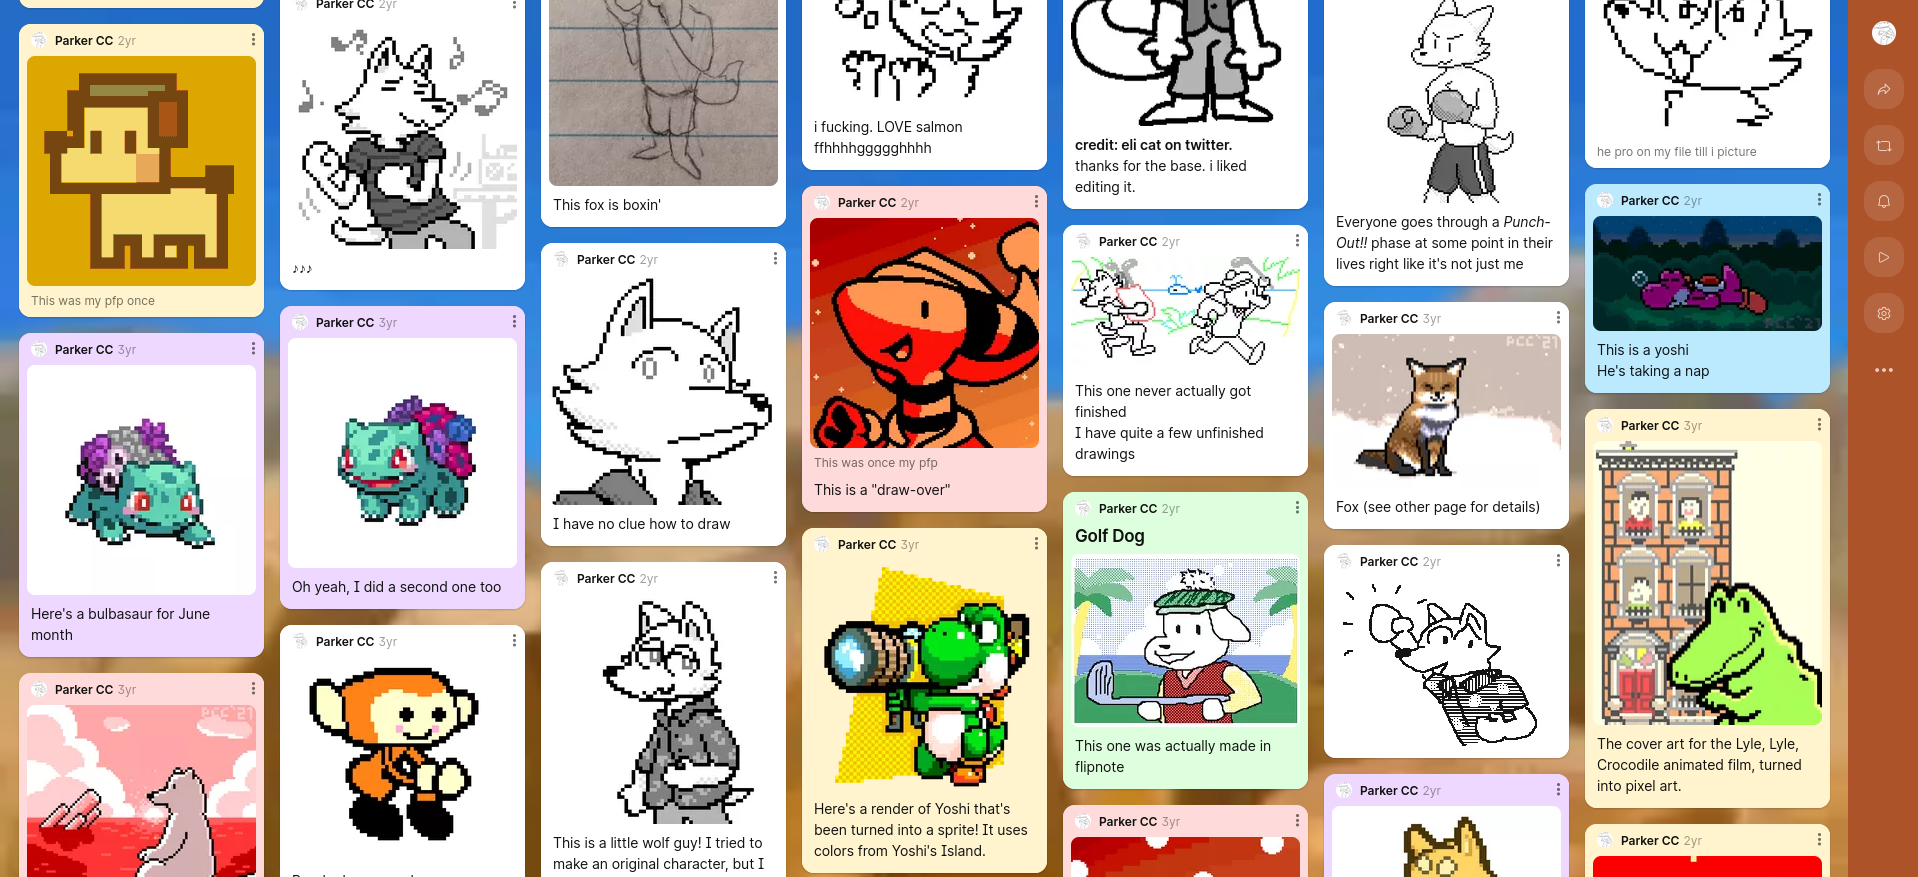 Parker CC 2yr
This was my pfp once
Parker CC 3yr
Here's a bulbasaur for June
month
Parker CC 3yr
PCC'21
Parker CC 2yr
♪♪♪
Parker CC 3yr
Oh yeah, I did a second one too
Parker CC 3yr
This fox is boxin'
Parker CC 2yr
I have no clue how to draw
Parker CC 2yr
This is a little wolf guy! I tried to
make an original character, but I
i fucking. LOVE salmon
ffhhhhggggghhhh
Parker CC 2yr
This was once my pfp
This is a "draw-over"
Parker CC 3yr
Here's a render of Yoshi that's
been turned into a sprite! It uses
colors from Yoshi's Island.
credit: eli cat on twitter.
thanks for the base. i liked
editing it.
Parker CC 2yr
This one never actually got
finished
I have quite a few unfinished
drawings
Parker CC 2yr
Golf Dog
This one was actually made in
flipnote
Parker CC 3yr
Everyone goes through a Punch-
Out!! phase at some point in their
lives right like it's not just me
Parker CC 3yr
PCC'21
Fox (see other page for details)
Parker CC 2yr
Parker CC 2yr
he pro on my file till i picture
Parker CC 2yr
PCC'21
This is a yoshi
He's taking a nap
Parker CC 3yr
The cover art for the Lyle, Lyle,
Crocodile animated film, turned
into pixel art.
Parker CC 2yr